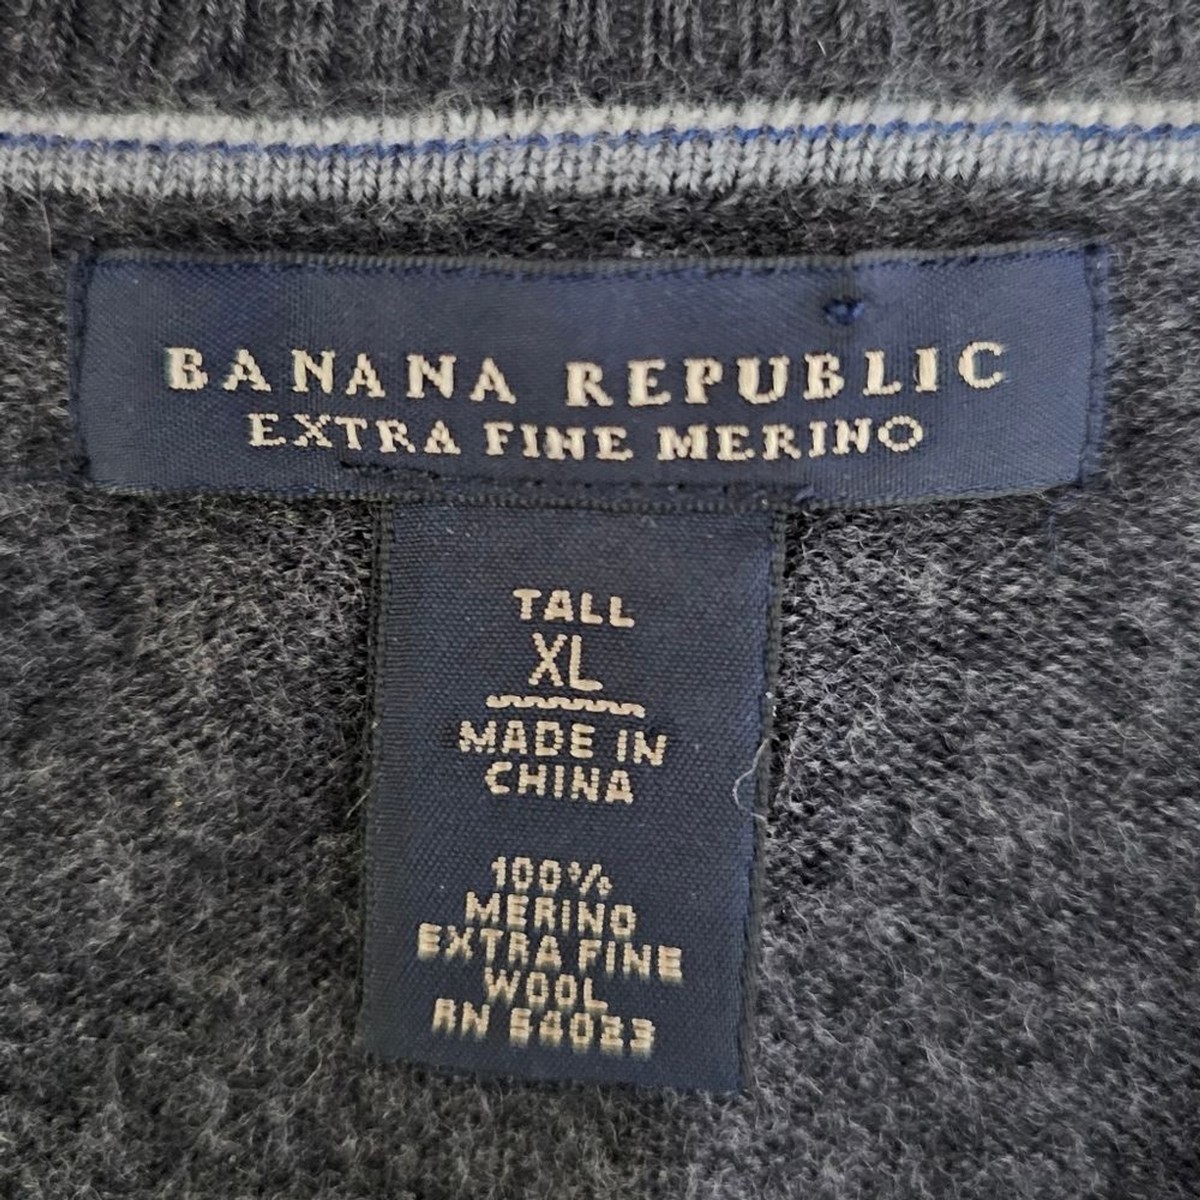 BANANA REPUBLIC
EXTRA FINE MERINO
TALL
XL
MADE IN
CHINA
100%
MERINO
EXTRA FINE
WOOL
RN 54023